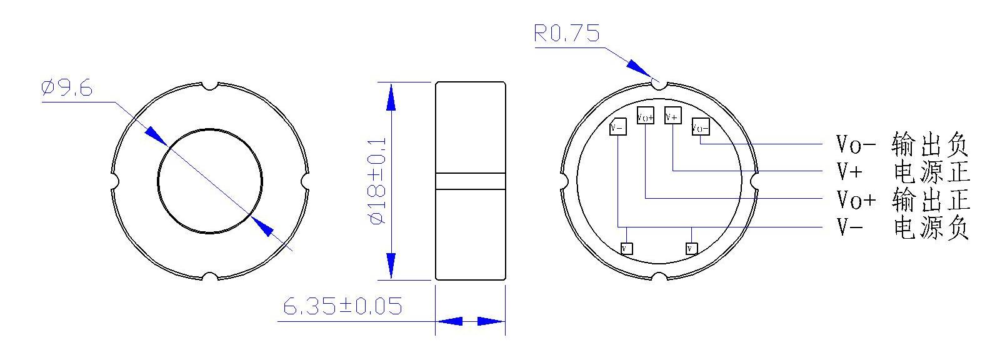 R0.75
Ø9.6
Ø18±0.1
6.35±0.05
V- Vo+ V+ Vo-
V V
Vo- 输出负
V+ 电源正
Vo+ 输出正
V- 电源负